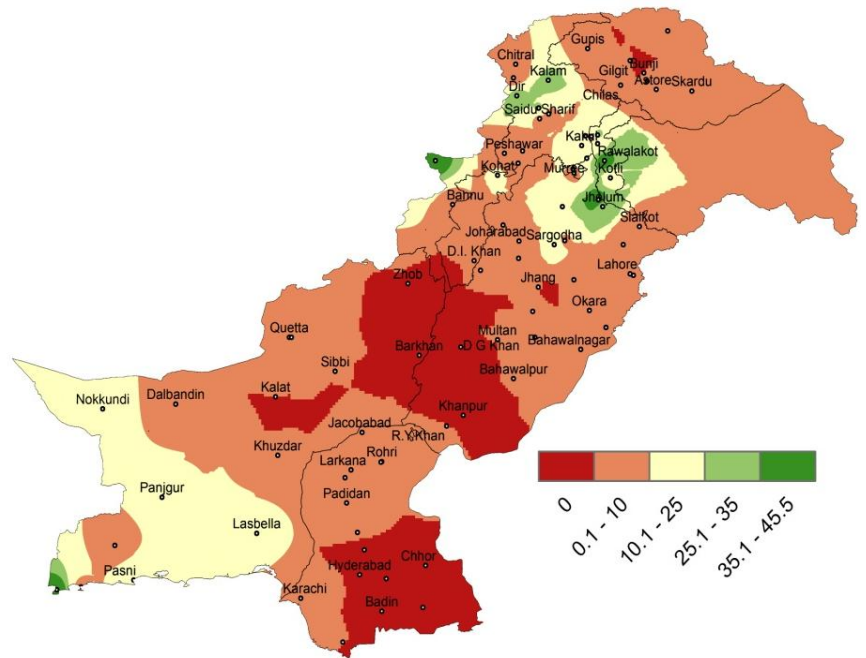 Gupis
Chitral
Kalam
Gilgit
Bunji
Dir
Astore
Skardu
Chilas
Saidu Sharif
Peshawar
Rawalakot
Kohat
Murree
Kotli
Bannu
Jhelum
Sialkot
Joharabad
Sargodha
D.I. Khan
Lahore
Zhob
Jhang
Okara
Quetta
Multan
Bahawalnagar
Barkhan
D G Khan
Sibbi
Bahawalpur
Kalat
Nokkundi
Dalbandin
Khanpur
Jacobabad
R.Y.Khan
Khuzdar
Rohri
Larkana
Panjgur
Padidan
Lasbella
Chhor
Hyderabad
Pasni
Karachi
Badin
0
0.1 - 10
10.1 - 25
25.1 - 35
35.1 - 45.5